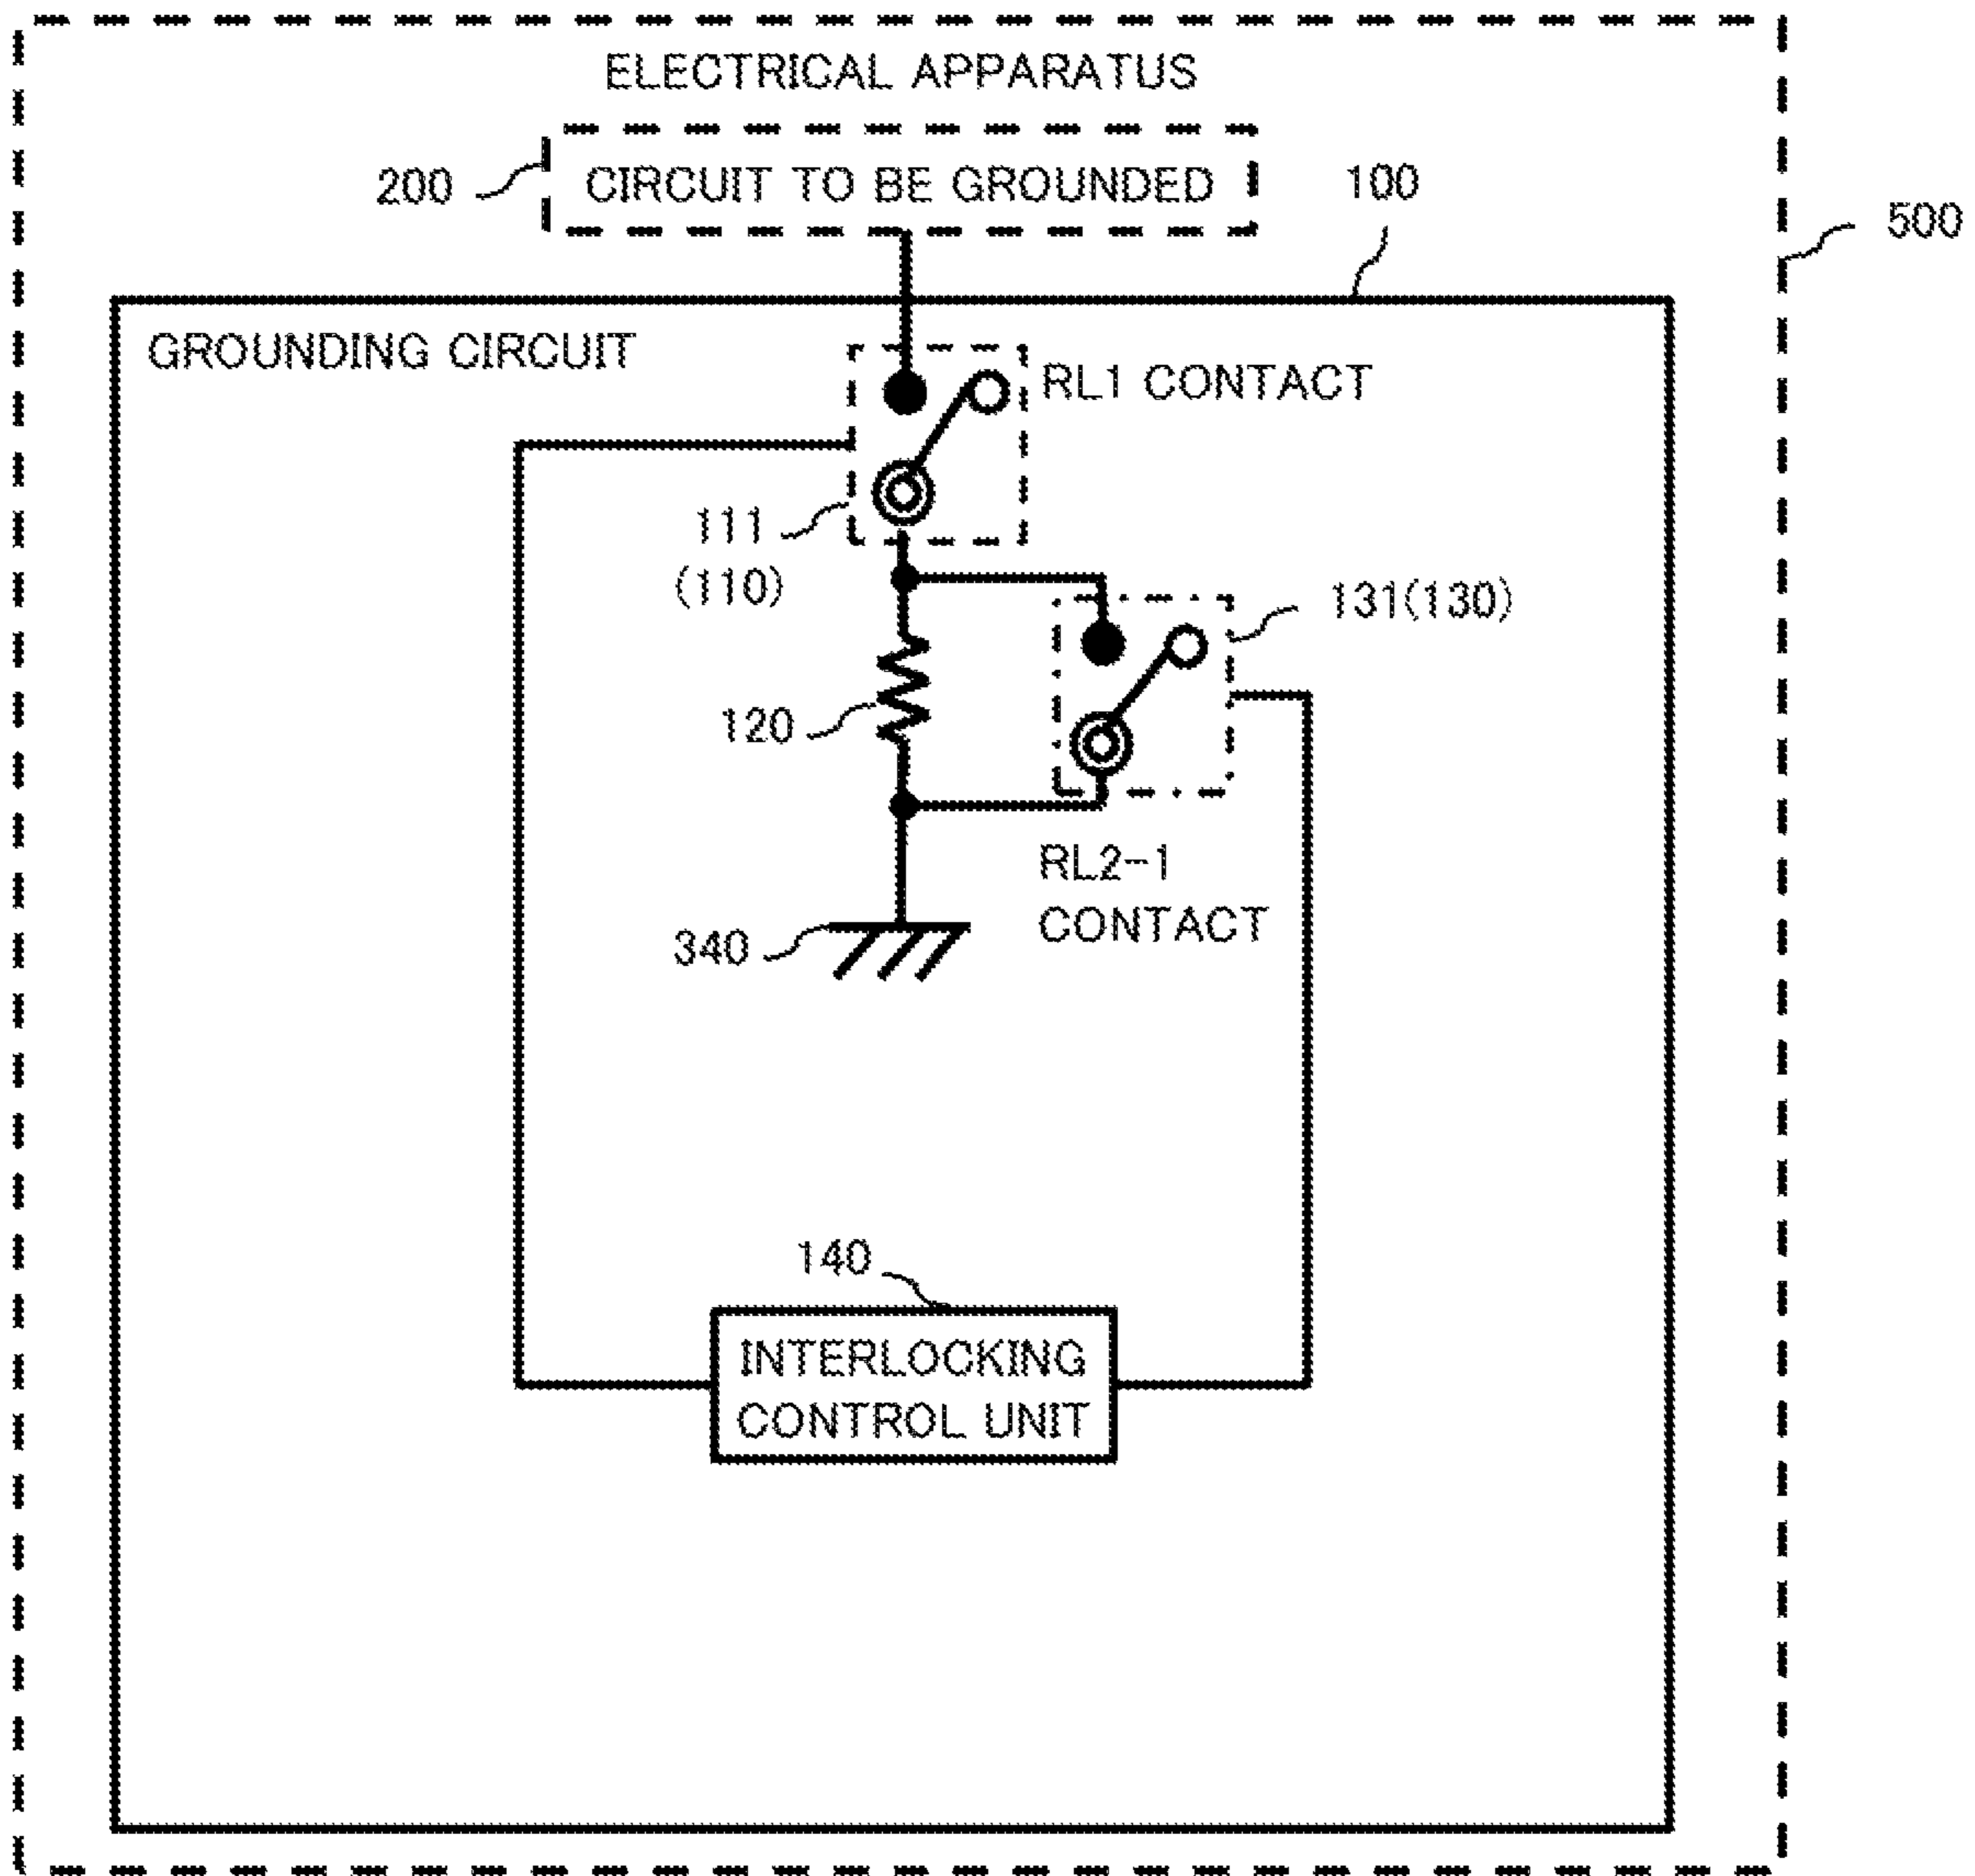 ELECTRICAL APPARATUS
200
CIRCUIT TO BE GROUNDED
100
500
GROUNDING CIRCUIT
RL1 CONTACT
111
(110)
131(130)
120
RL2-1
CONTACT
340
140
INTERLOCKING
CONTROL UNIT